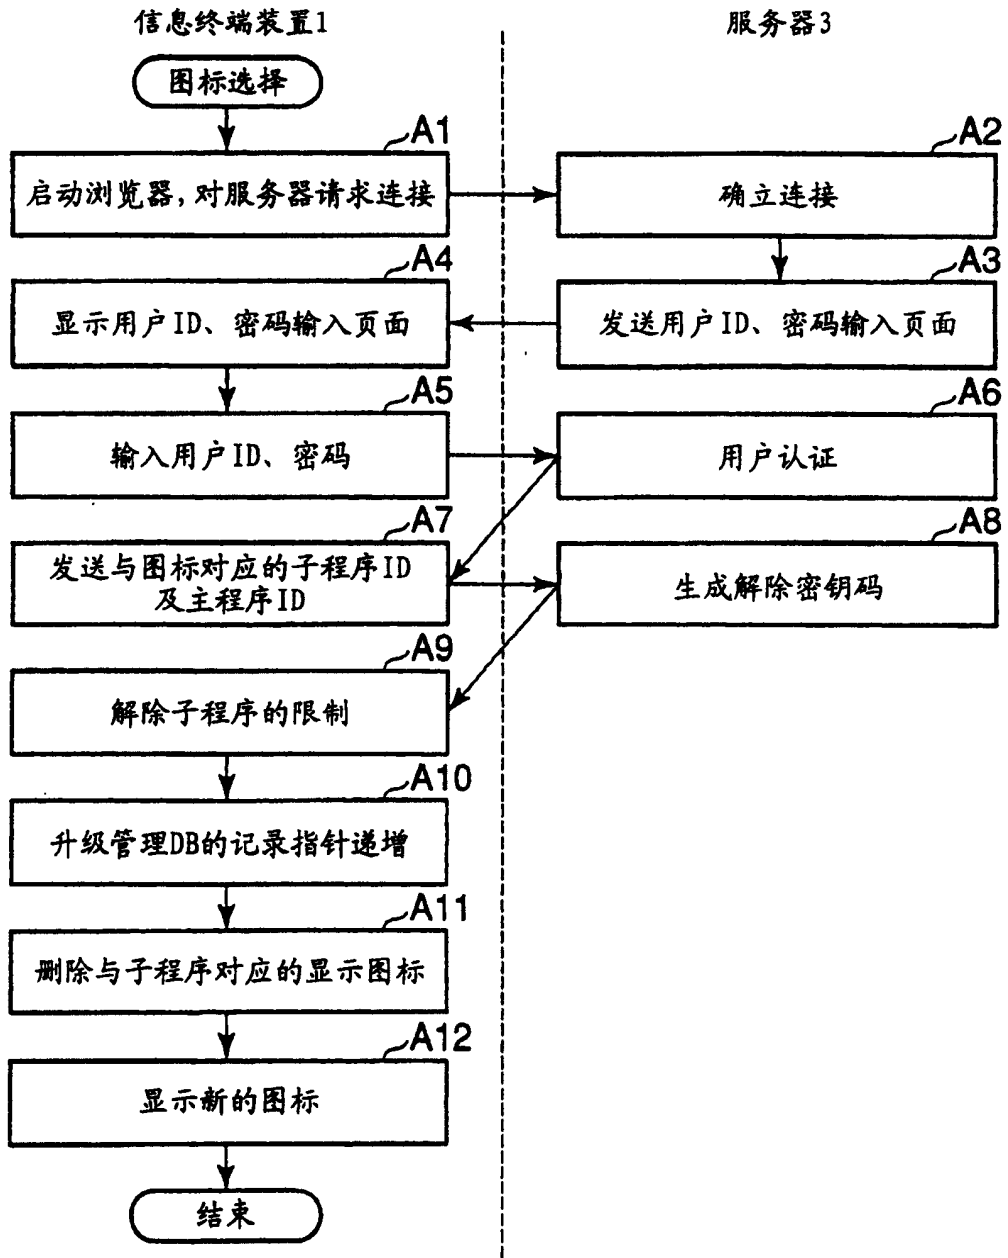 信息终端装置1
服务器3
图标选择
A1
启动浏览器,对服务器请求连接
A2
确立连接
A3
发送用户ID、密码输入页面
A4
显示用户ID、密码输入页面
A5
输入用户ID、密码
A6
用户认证
A7
发送与图标对应的子程序ID
及主程序ID
A8
生成解除密钥码
A9
解除子程序的限制
A10
升级管理DB的记录指针递增
A11
删除与子程序对应的显示图标
A12
显示新的图标
结束